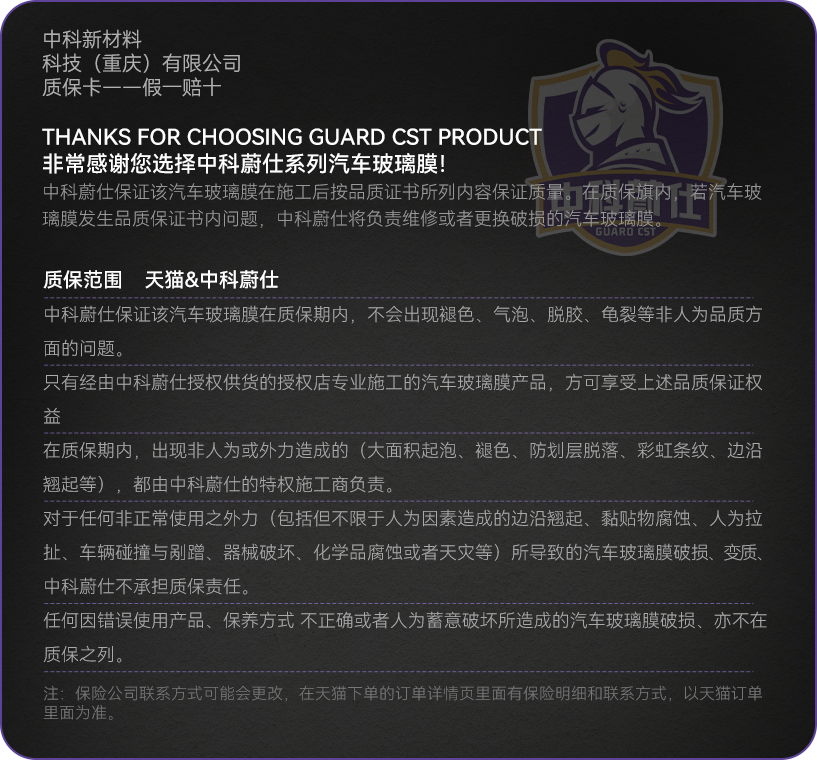 中科新材料
科技（重庆）有限公司
质保卡一一假一赔十
THANKS FOR CHOOSING GUARD CST PRODUCT
非常感谢您选择中科蔚仕系列汽车玻璃膜!
中科蔚仕保证该汽车玻璃膜在施工后按品质证书所列内容保证质量。在质保旗内，若汽车玻
璃膜发生品质保证书内问题，中科蔚仕将负责维修或者更换破损的汽车玻璃膜。
中科蔚仕
GUARD CST
质保范围 天猫&中科蔚仕
中科蔚仕保证该汽车玻璃膜在质保期内，不会出现褪色、气泡、脱胶、龟裂等非人为品质方
面的问题。
只有经由中科蔚仕授权供货的授权店专业施工的汽车玻璃膜产品，方可享受上述品质保证权
益
在质保期内，出现非人为或外力造成的（大面积起泡、褪色、防划层脱落、彩虹条纹、边沿
翘起等），都由中科蔚仕的特权施工商负责。
对于任何非正常使用之外力（包括但不限于人为因素造成的边沿翘起、黏贴物腐蚀、人为拉
扯、车辆碰撞与剐蹭、器械破坏、化学品腐蚀或者天灾等）所导致的汽车玻璃膜破损、变质、
中科蔚仕不承担质保责任。
任何因错误使用产品、保养方式 不正确或者人为蓄意破坏所造成的汽车玻璃膜破损、亦不在
质保之列。
注：保险公司联系方式可能会更改，在天猫下单的订单详情页里面有保险明细和联系方式，以天猫订单
里面为准。